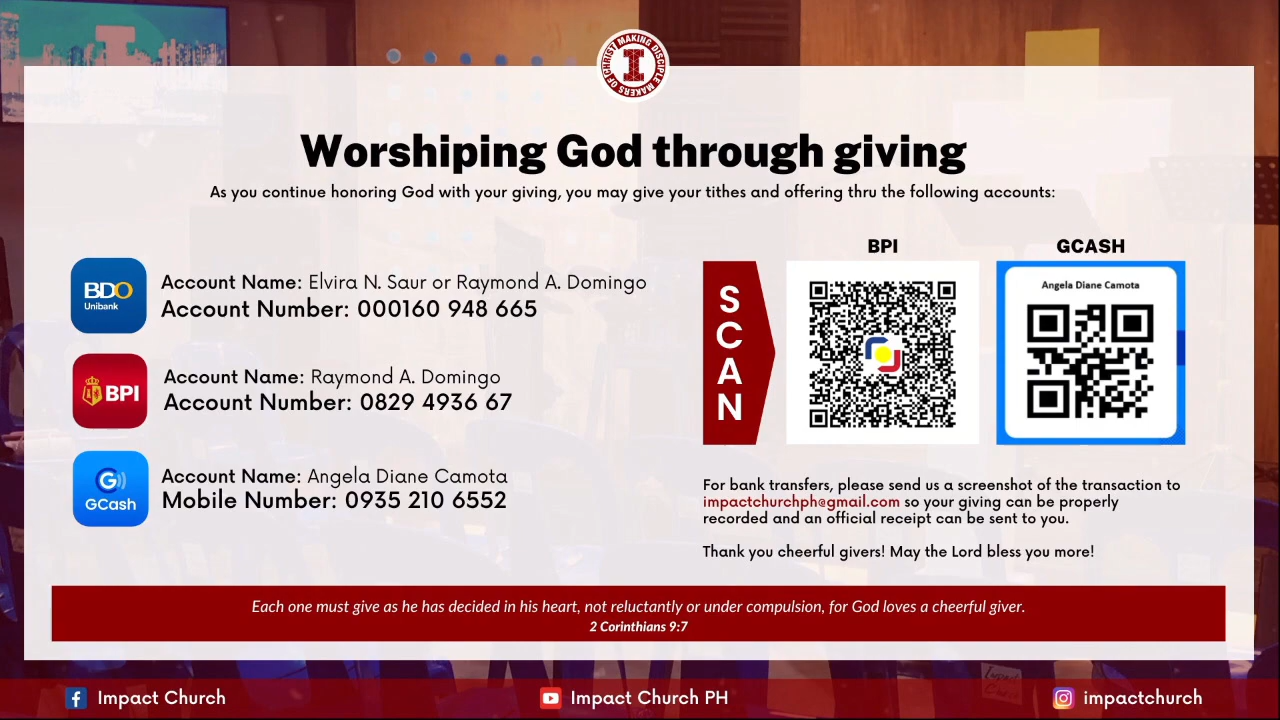 CHRIST MAKING DISCIPLE MAKERS OF
I
Worshiping God through giving
As you continue honoring God with your giving, you may give your tithes and offering thru the following accounts:
BDO
Unibank
Account Name: Elvira N. Saur or Raymond A. Domingo
Account Number: 000160 948 665
BPI
Account Name: Raymond A. Domingo
Account Number: 0829 4936 67
G
GCash
Account Name: Angela Diane Camota
Mobile Number: 0935 210 6552
SCAN
BPI
GCASH
Angela Diane Camota
For bank transfers, please send us a screenshot of the transaction to
impactchurchph@gmail.com so your giving can be properly
recorded and an official receipt can be sent to you.
Thank you cheerful givers! May the Lord bless you more!
Each one must give as he has decided in his heart, not reluctantly or under compulsion, for God loves a cheerful giver.
2 Corinthians 9:7
Impact Church
Impact Church PH
impactchurch